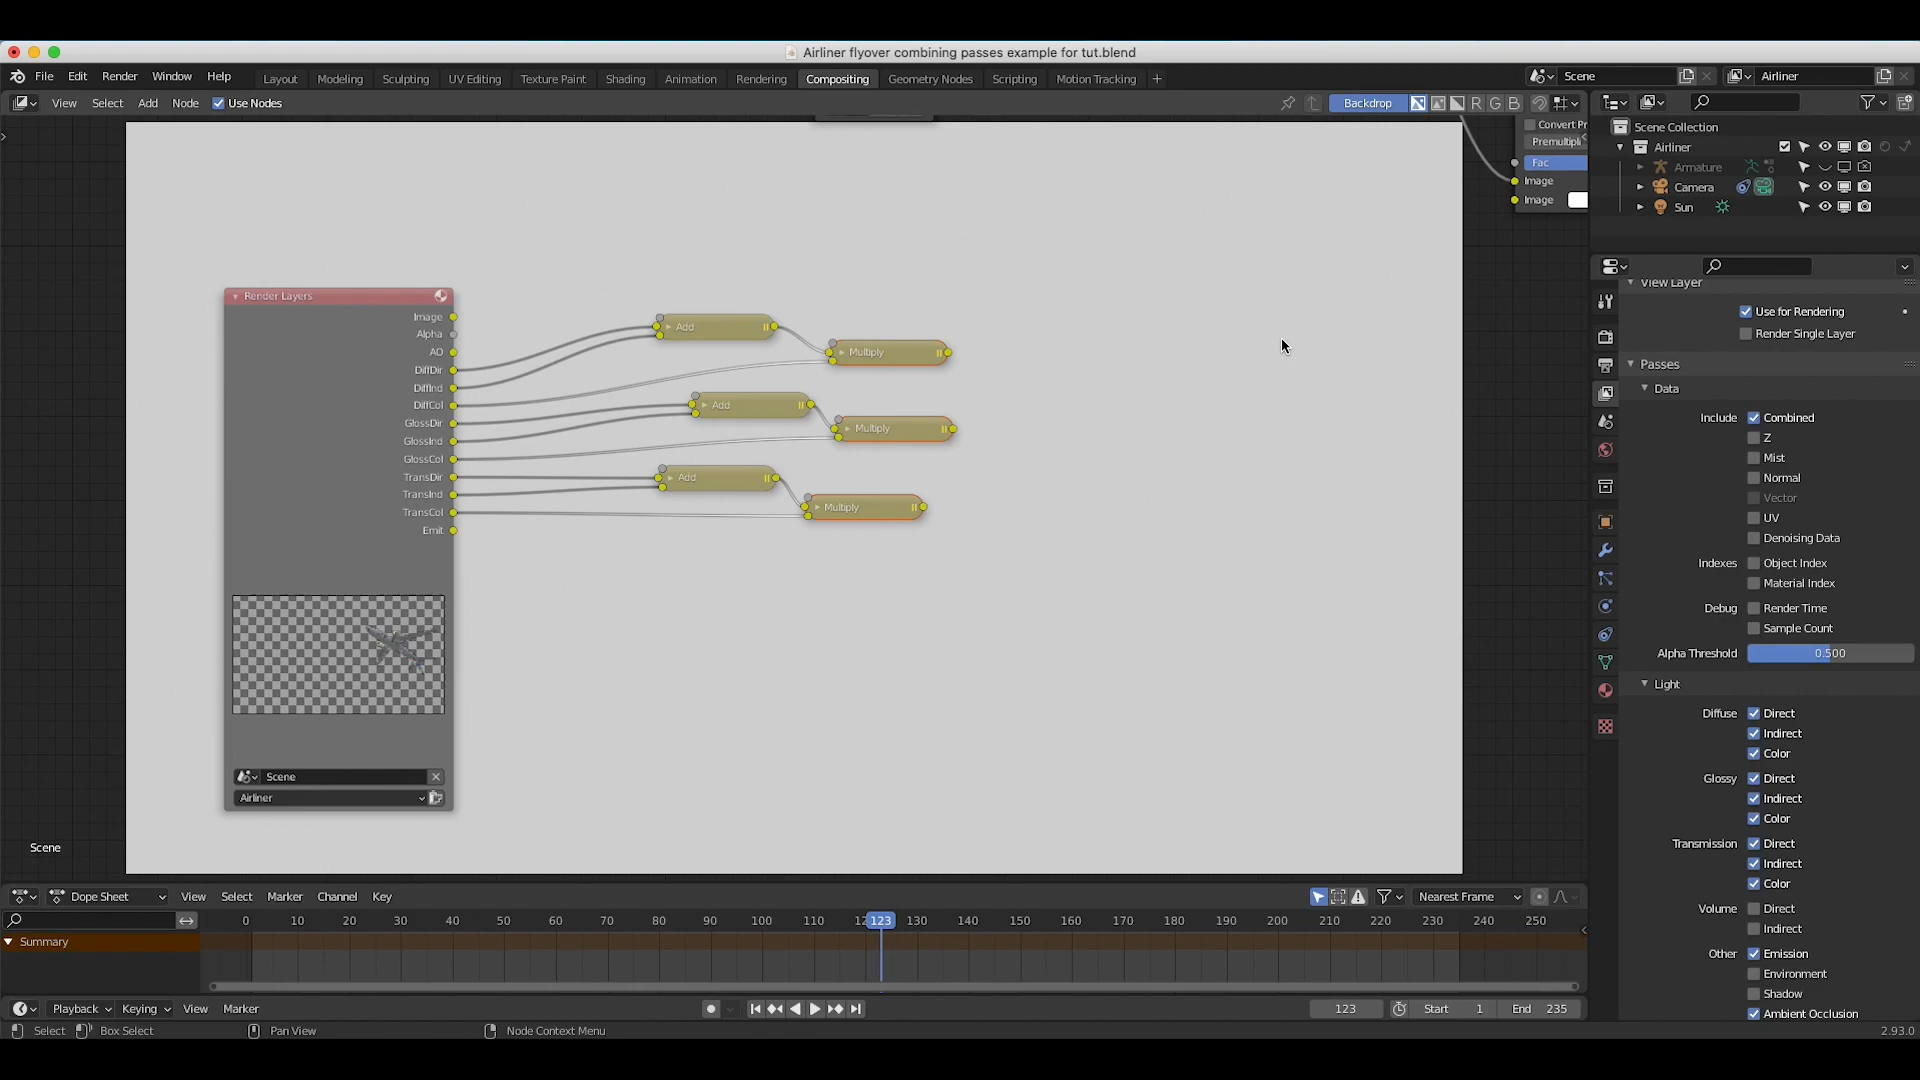 Airliner flyover combining passes example for tut.blend
File Edit Render Window Help Layout Modeling Sculpting UV Editing Texture Paint Shading Animation Rendering Compositing Geometry Nodes Scripting Motion Tracking + Scene Airliner
View Select Add Node Use Nodes Backdrop R G B
Convert Pr
Premultipli
Fac
Image
Image
Scene Collection
Airliner
Armature
Camera
Sun
Render Layers
Image
Alpha
AO
DiffDir
DiffInd
DiffCol
GlossDir
GlossInd
GlossCol
TransDir
TransInd
TransCol
Emit
Add
Multiply
Add
Multiply
Add
Multiply
Scene
Airliner
Scene
View Layer
Use for Rendering
Render Single Layer
Passes
Data
Include Combined
Z
Mist
Normal
Vector
UV
Denoising Data
Indexes Object Index
Material Index
Debug Render Time
Sample Count
Alpha Threshold 0.500
Light
Diffuse Direct
Indirect
Color
Glossy Direct
Indirect
Color
Transmission Direct
Indirect
Color
Volume Direct
Indirect
Other Emission
Environment
Shadow
Ambient Occlusion
Dope Sheet View Select Marker Channel Key Nearest Frame
0 10 20 30 40 50 60 70 80 90 100 110 123 130 140 150 160 170 180 190 200 210 220 230 240 250
Summary
Playback Keying View Marker 123 Start 1 End 235
Select Box Select Pan View Node Context Menu 2.93.0